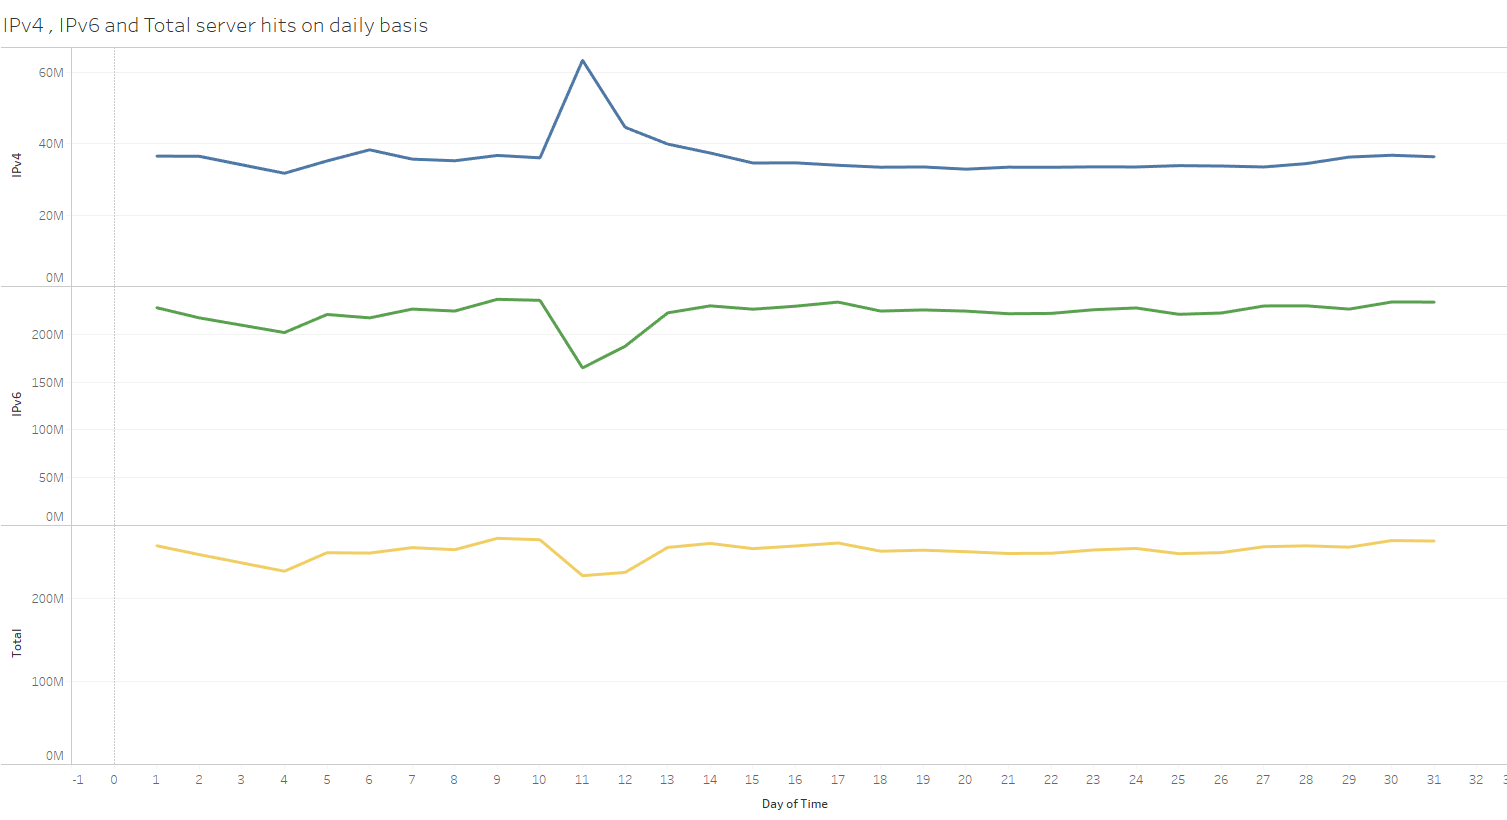 IPv4 , IPv6 and Total server hits on daily basis
60M
40M
20M
0M
IPv4
200M
150M
100M
50M
0M
IPv6
200M
100M
0M
Total
-1 0 1 2 3 4 5 6 7 8 9 10 11 12 13 14 15 16 17 18 19 20 21 22 23 24 25 26 27 28 29 30 31 32
Day of Time